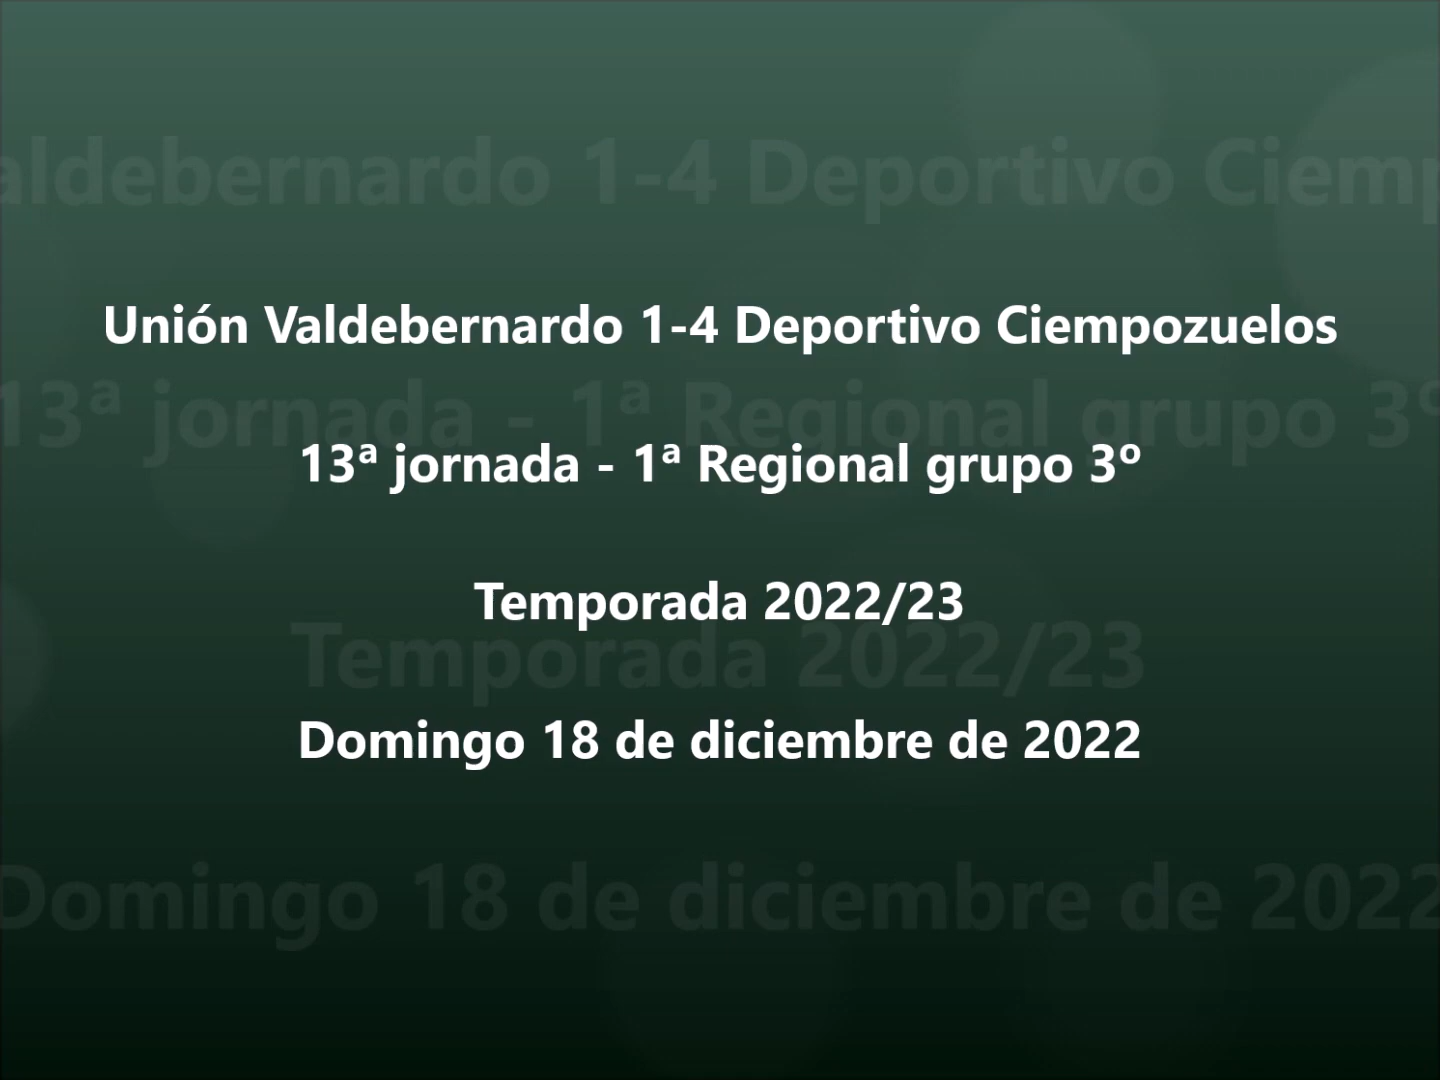 Unión Valdebernardo 1-4 Deportivo Ciempozuelos
13ª jornada - 1ª Regional grupo 3º
Temporada 2022/23
Domingo 18 de diciembre de 2022